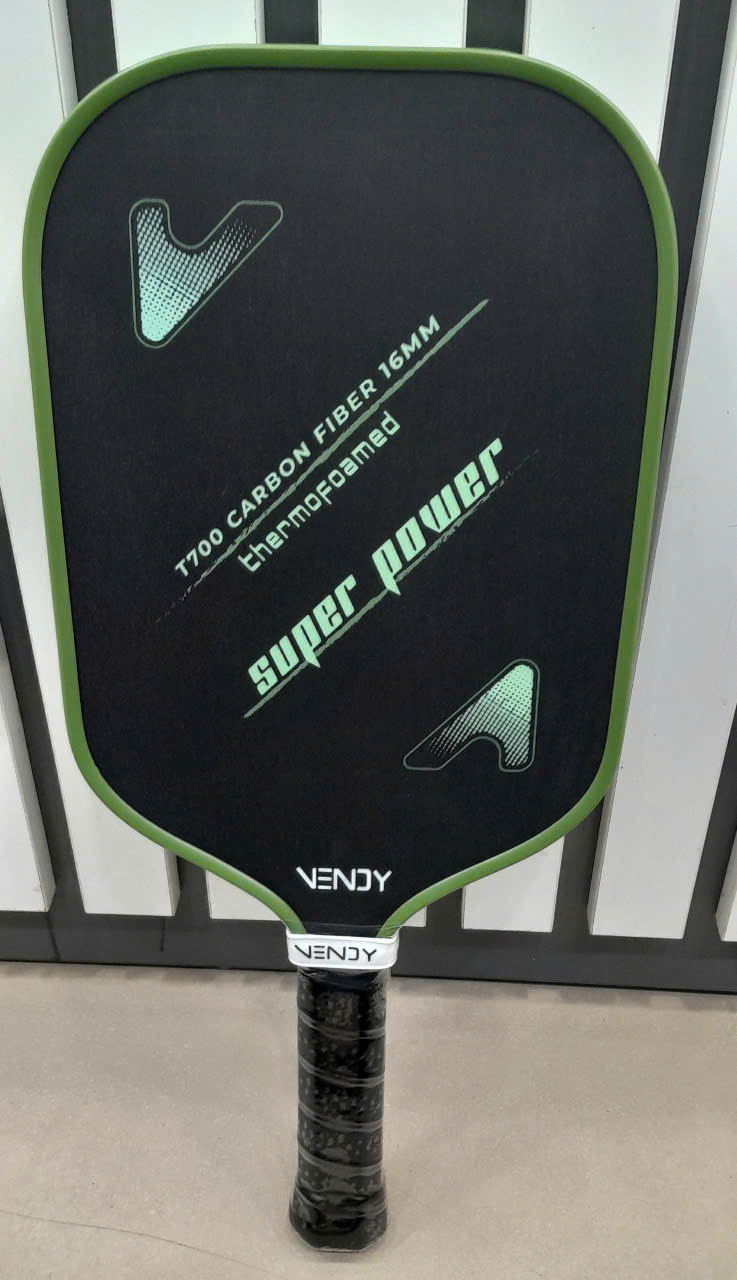 T700 CARBON FIBER 16MM
thermofoamed
super power
VENDY
VENDY